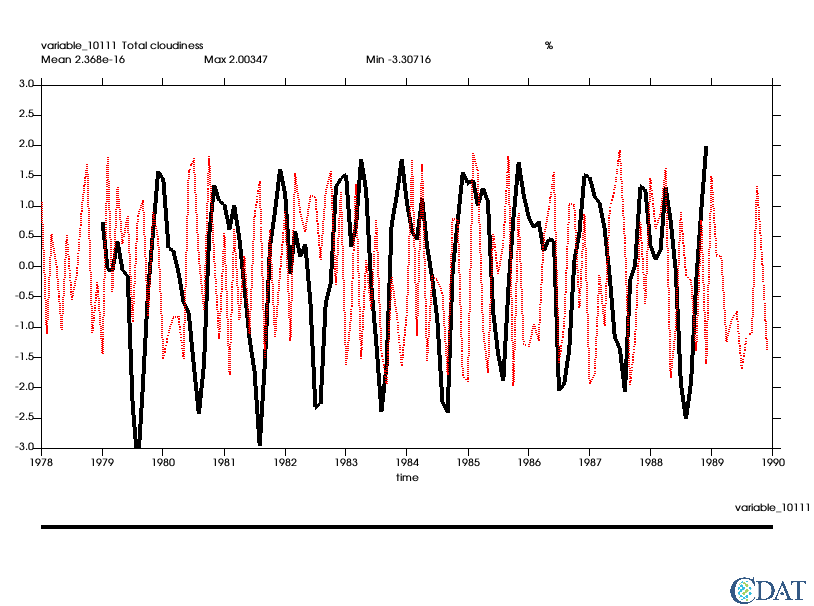 variable_10111 Total cloudiness %
Mean 2.368e-16 Max 2.00347 Min -3.30716
3.0
2.5
2.0
1.5
1.0
0.5
0.0
-0.5
-1.0
-1.5
-2.0
-2.5
-3.0
1978 1979 1980 1981 1982 1983 1984 1985 1986 1987 1988 1989 1990
time
variable_10111
CDAT